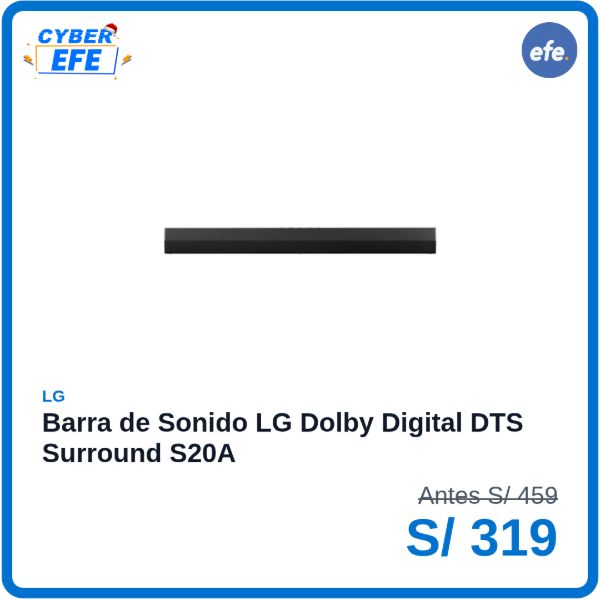 CYBER
EFE
efe.
LG
Barra de Sonido LG Dolby Digital DTS
Surround S20A
Antes S/ 459
S/ 319